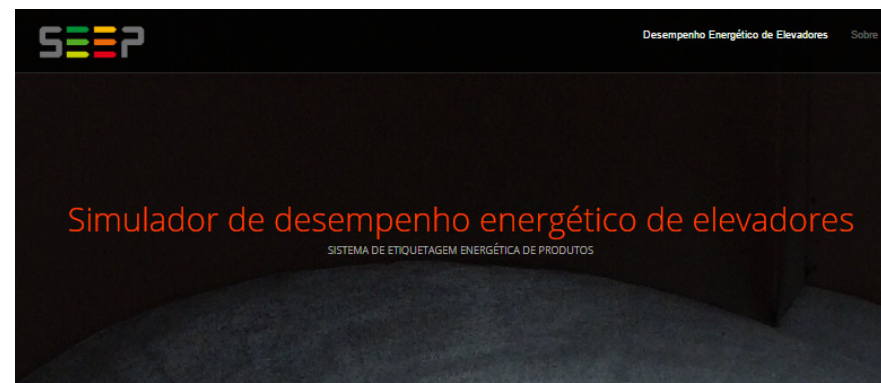 SEEP
Desempenho Energético de Elevadores Sobre
Simulador de desempenho energético de elevadores
SISTEMA DE ETIQUETAGEM ENERGÉTICA DE PRODUTOS